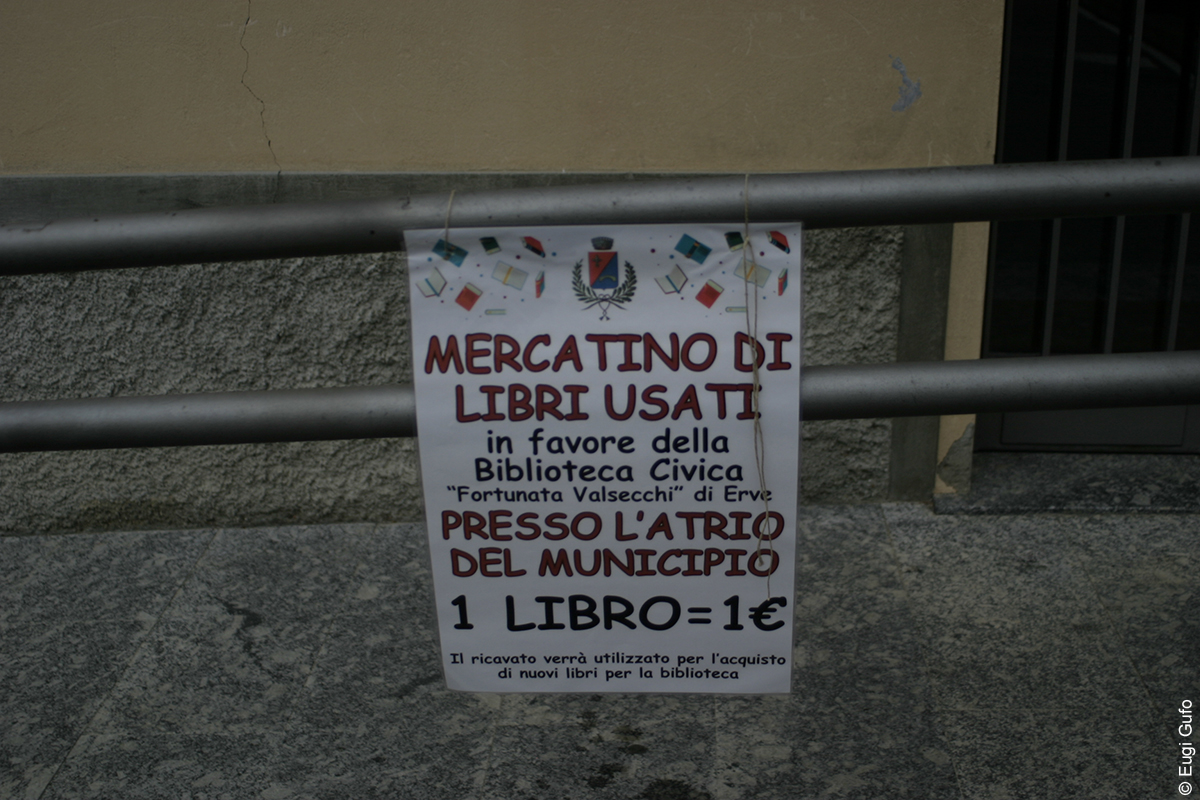 MERCATINO DI
LIBRI USATI
in favore della
Biblioteca Civica
“Fortunata Valsecchi” di Erve
PRESSO L'ATRIO
DEL MUNICIPIO
1 LIBRO=1€
Il ricavato verrà utilizzato per l'acquisto
di nuovi libri per la biblioteca
© Eugi Gufo